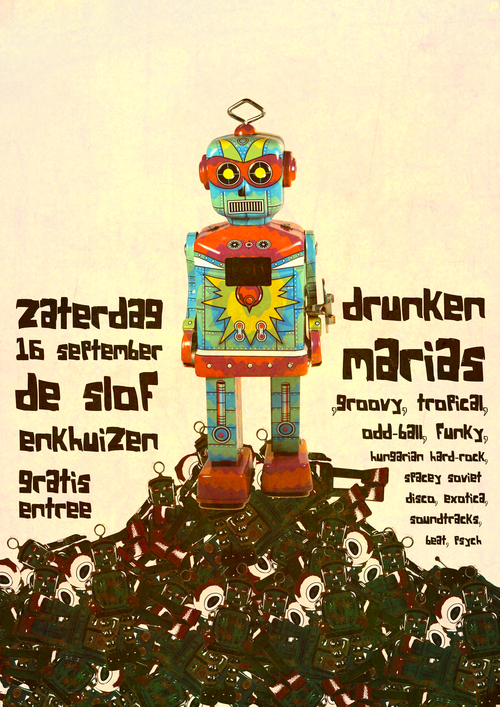 zaterdag
16 september
de slof
enkhuizen
gratis
entree
drunken
marias
,groovy, tropical,
odd-ball, funky,
hungarian hard-rock,
spacey soviet
disco, exotica,
soundtracks,
beat, psych